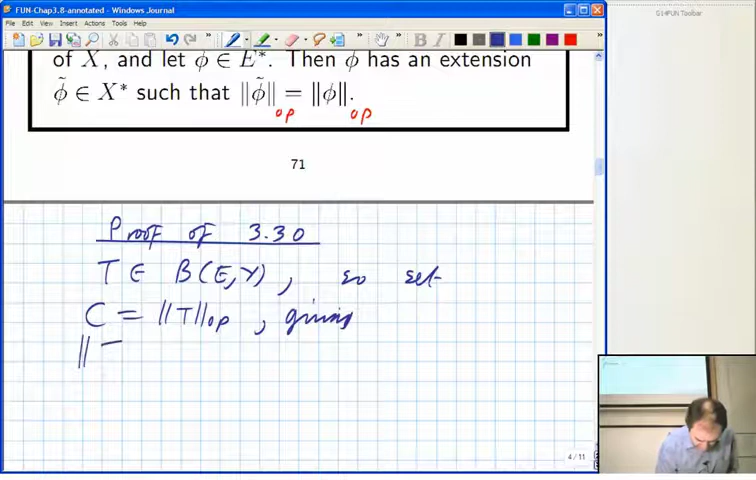 FUN-Chap3.8-annotated - Windows Journal
G14FUN Toolbar
File Edit View Insert Actions Tools Help
of X, and let ϕ ∈ E*. Then ϕ has an extension
ϕ̃ ∈ X* such that ‖ϕ̃‖op = ‖ϕ‖op.
71
Proof of 3.30
T ∈ B(E,Y), so set
C = ‖T‖op, giving
‖T
4/11